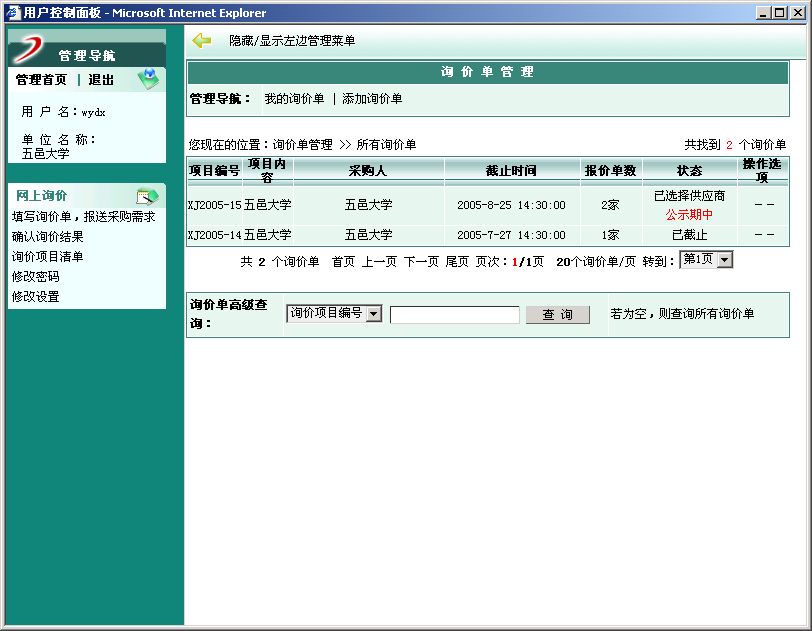 用户控制面板 - Microsoft Internet Explorer
管理导航
管理首页 | 退出
用 户 名：wydx
单 位 名 称：
五邑大学
网上询价
填写询价单，报送采购需求
确认询价结果
询价项目清单
修改密码
修改设置
隐藏/显示左边管理菜单
询 价 单 管 理
管理导航： 我的询价单 | 添加询价单
您现在的位置：询价单管理 >> 所有询价单 共找到 2 个询价单
项目编号 项目内容 采购人 截止时间 报价单数 状态 操作选项
XJ2005-15 五邑大学 五邑大学 2005-8-25 14:30:00 2家 已选择供应商 公示期中 － －
XJ2005-14 五邑大学 五邑大学 2005-7-27 14:30:00 1家 已截止 － －
共 2 个询价单 首页 上一页 下一页 尾页 页次：1/1页 20个询价单/页 转到： 第1页
询价单高级查询： 询价项目编号 查 询 若为空，则查询所有询价单